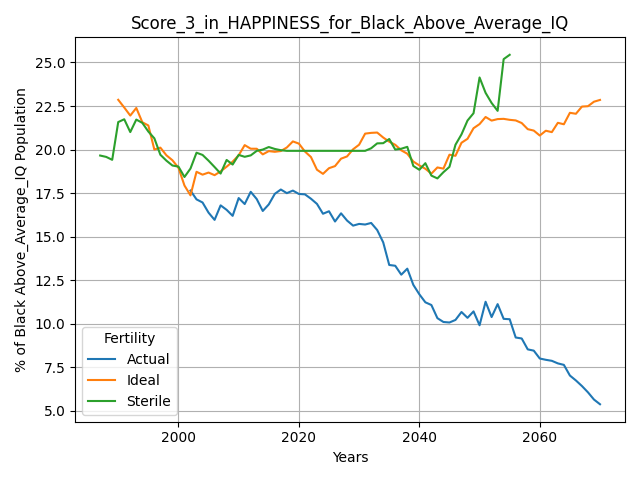 Score_3_in_HAPPINESS_for_Black_Above_Average_IQ
% of Black Above_Average_IQ Population
25.0
22.5
20.0
17.5
15.0
12.5
10.0
7.5
5.0
Fertility
Actual
Ideal
Sterile
2000
2020
2040
2060
Years